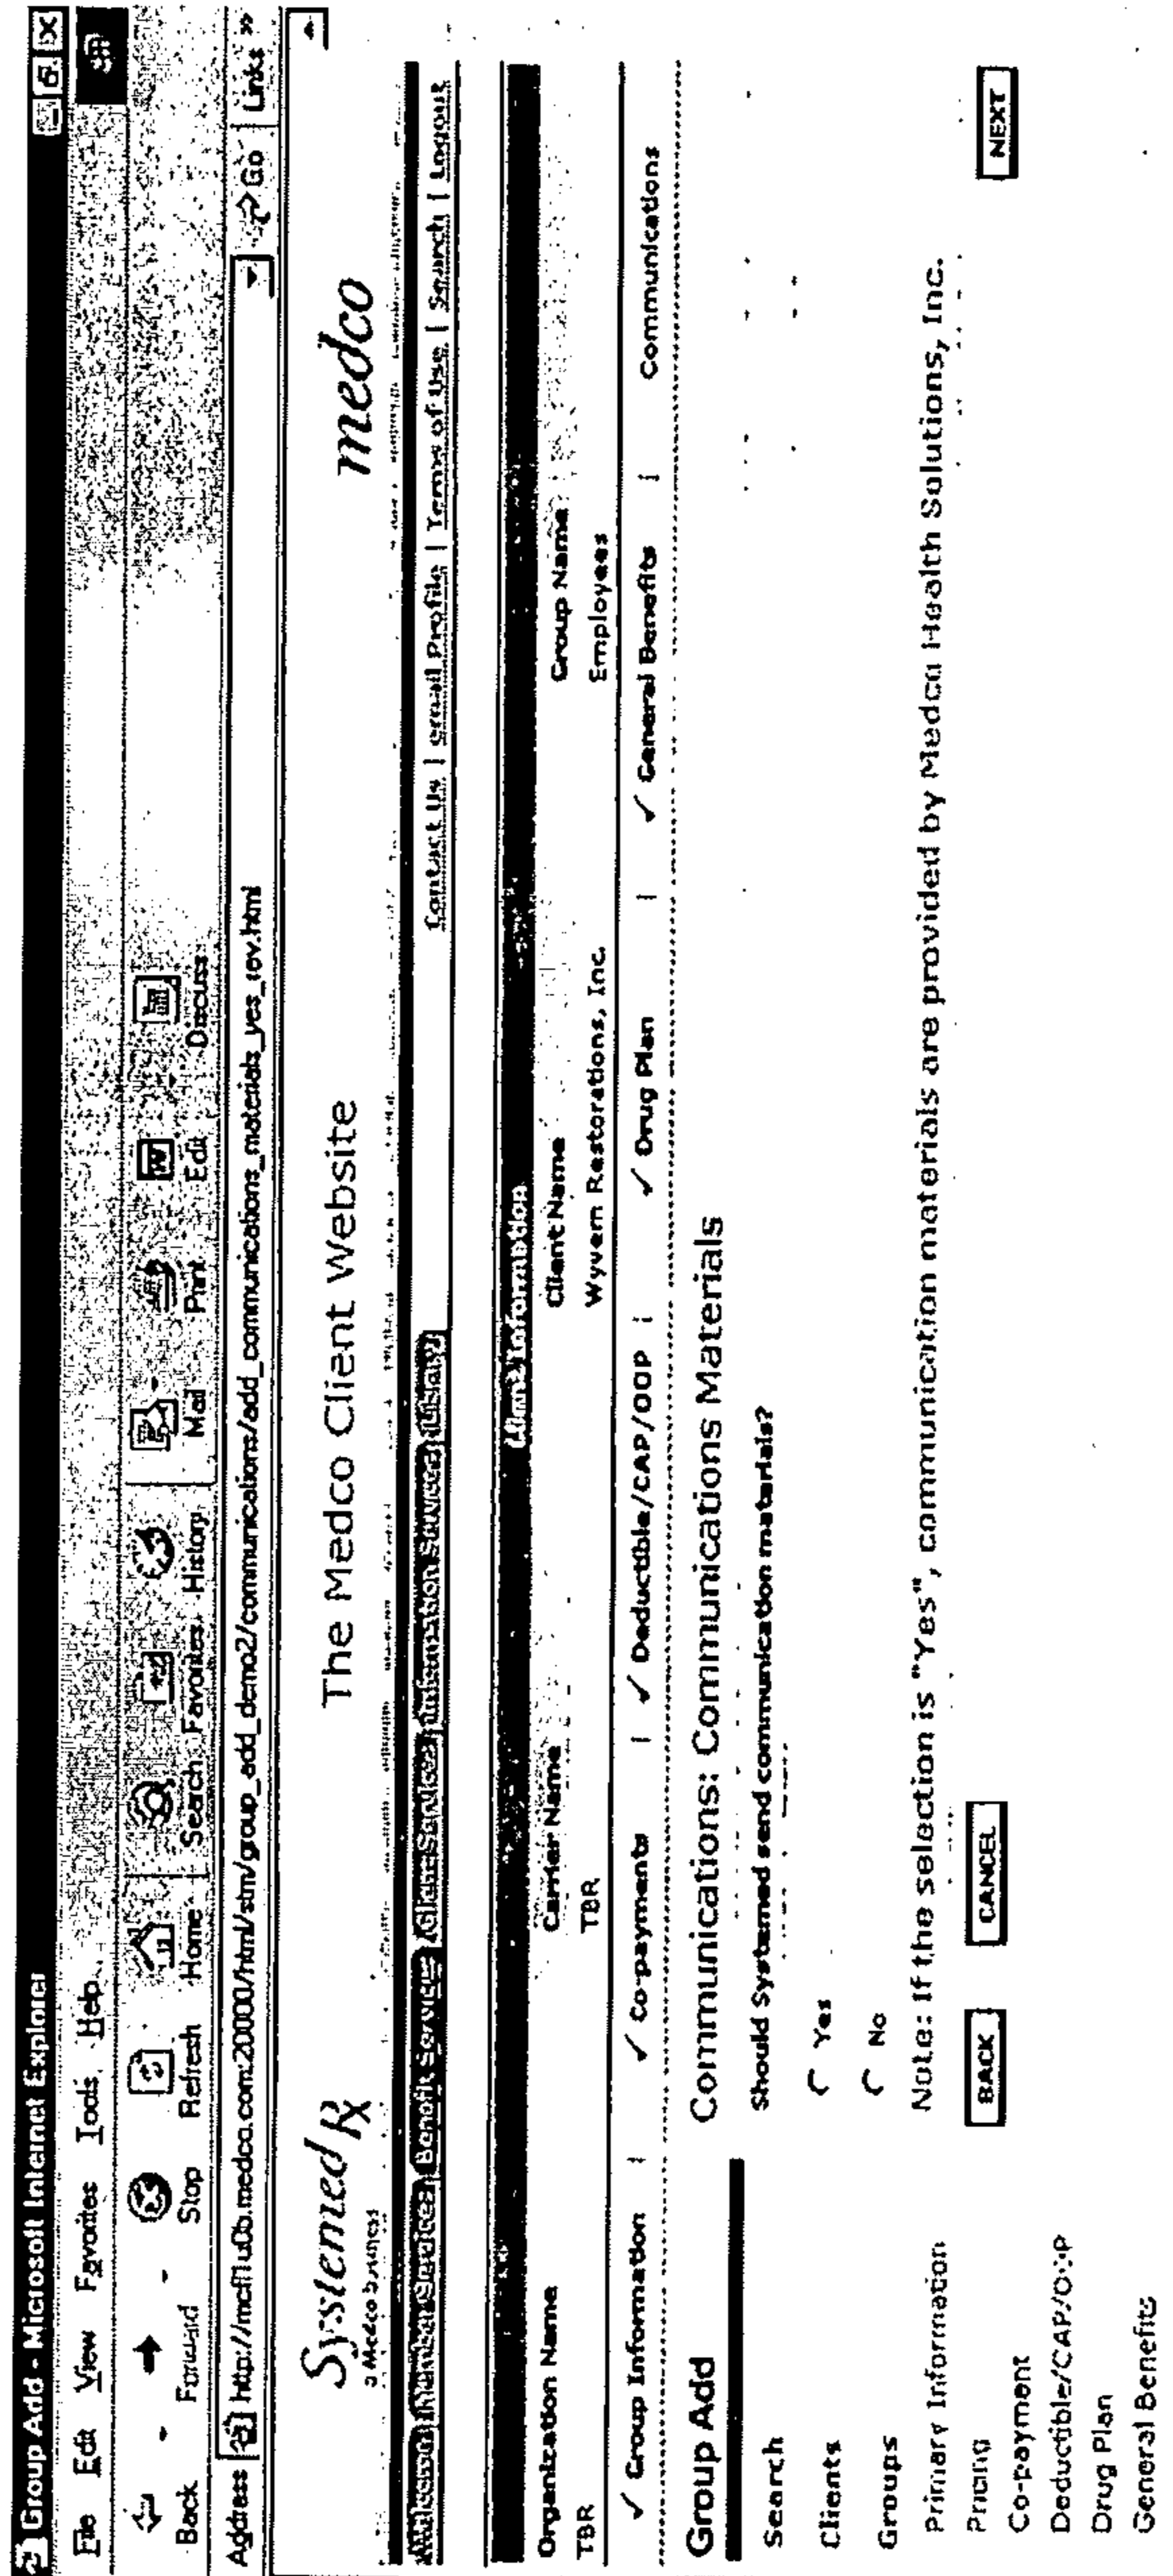 Group Add - Microsoft Internet Explorer
File Edit View Favorites Tools Help
Back Forward Stop Refresh Home Search Favorites History Mail Print Edit Discuss
Address http://mcf1u0b.medco.com:20000/html/stm/group_add_demo2/communications/add_communications_materials_yes_rev.html Go Links »
Systemed Rx The Medco Client Website medco
a Medco business
Welcome Member Services Benefit Services Client Services Information Services Library Contact Us | email Profile | Terms of Use | Search | Logout
Client Information
Organization Name Carrier Name Client Name Group Name
TBR TBR Wyvern Restorations, Inc. Employees
✓ Group Information | ✓ Co-payments | ✓ Deductible/CAP/OOP | ✓ Drug Plan | ✓ General Benefits | Communications
Group Add Communications: Communications Materials
Search Should Systemed send communication materials?
Clients Yes
Groups No
Primary Information Note: If the selection is "Yes", communication materials are provided by Medco Health Solutions, Inc.
Pricing BACK CANCEL NEXT
Co-payment
Deductible/CAP/OOP
Drug Plan
General Benefits